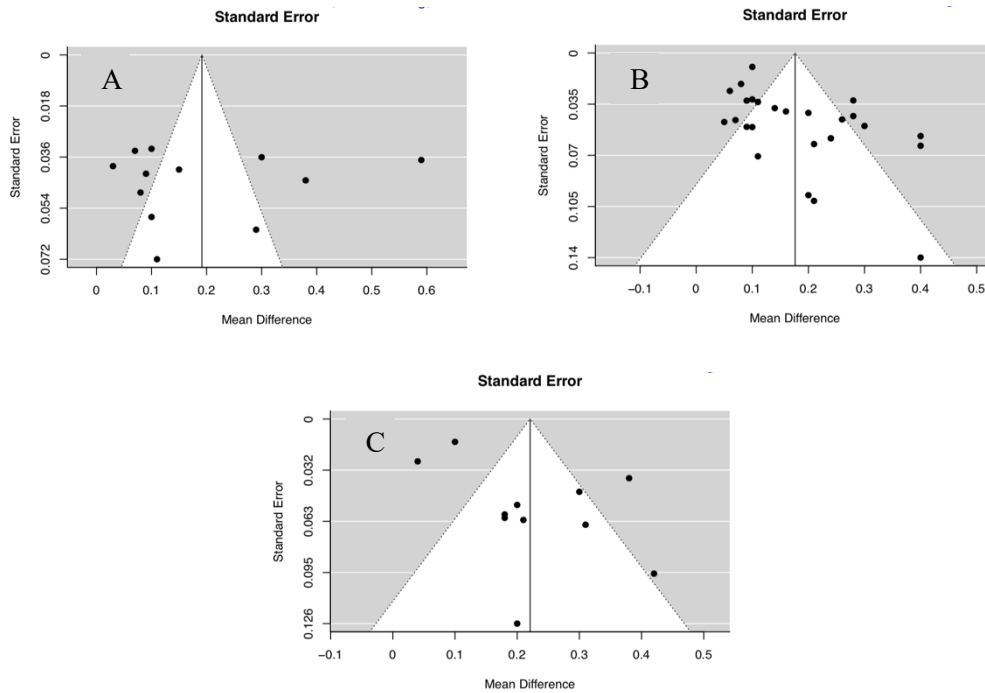 Standard Error
A
Standard Error
0
0.018
0.036
0.054
0.072
0 0.1 0.2 0.3 0.4 0.5 0.6
Mean Difference
Standard Error
B
Standard Error
0
0.035
0.07
0.105
0.14
−0.1 0 0.1 0.2 0.3 0.4 0.5
Mean Difference
Standard Error
C
Standard Error
0
0.032
0.063
0.095
0.126
−0.1 0 0.1 0.2 0.3 0.4 0.5
Mean Difference